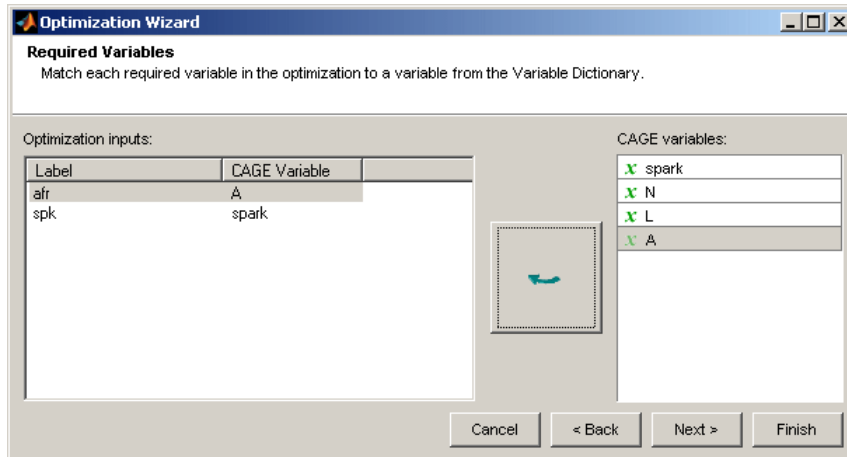 Optimization Wizard
Required Variables
Match each required variable in the optimization to a variable from the Variable Dictionary.
Optimization inputs:
Label CAGE Variable
afr A
spk spark
CAGE variables:
x spark
x N
x L
x A
Cancel < Back Next > Finish